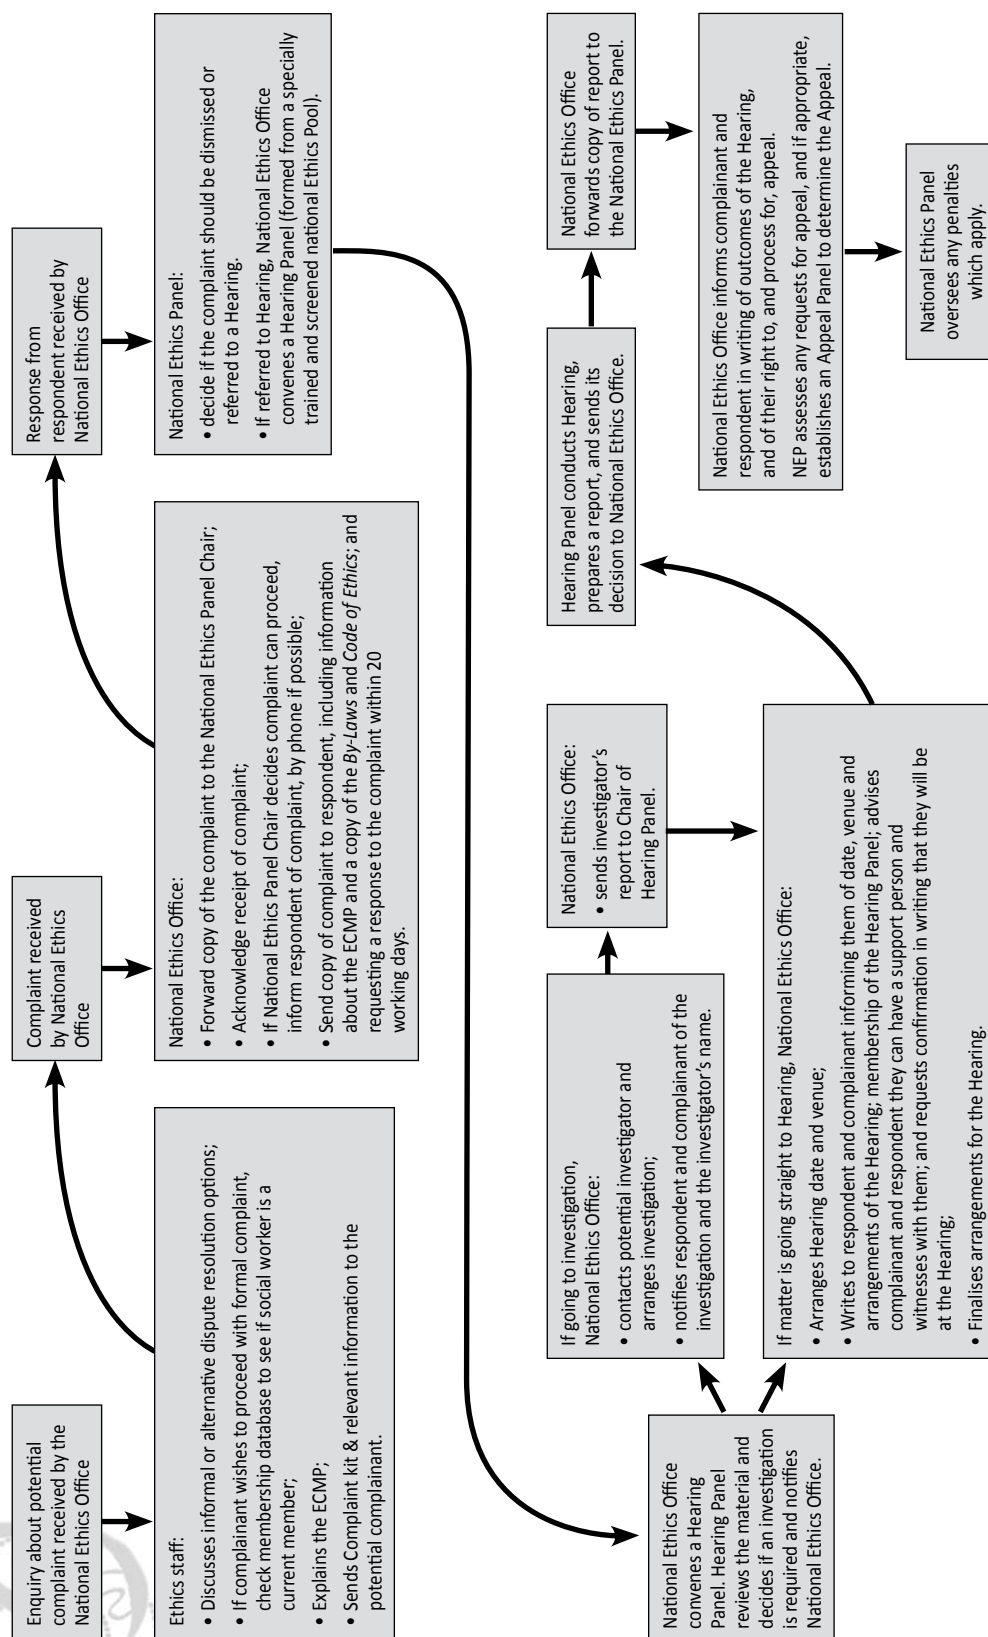 Enquiry about potential
complaint received by the
National Ethics Office
Ethics staff:
• Discusses informal or alternative dispute resolution options;
• If complainant wishes to proceed with formal complaint,
check membership database to see if social worker is a
current member;
• Explains the ECMP;
• Sends Complaint kit & relevant information to the
potential complainant.
Complaint received
by National Ethics
Office
National Ethics Office:
• Forward copy of the complaint to the National Ethics Panel Chair;
• Acknowledge receipt of complaint;
• If National Ethics Panel Chair decides complaint can proceed,
inform respondent of complaint, by phone if possible;
• Send copy of complaint to respondent, including information
about the ECMP and a copy of the By-Laws and Code of Ethics; and
requesting a response to the complaint within 20
working days.
Response from
respondent received by
National Ethics Office
National Ethics Panel:
• decide if the complaint should be dismissed or
referred to a Hearing.
• If referred to Hearing, National Ethics Office
convenes a Hearing Panel (formed from a specially
trained and screened national Ethics Pool).
National Ethics Office
convenes a Hearing
Panel. Hearing Panel
reviews the material and
decides if an investigation
is required and notifies
National Ethics Office.
If going to investigation,
National Ethics Office:
• contacts potential investigator and
arranges investigation;
• notifies respondent and complainant of the
investigation and the investigator's name.
National Ethics Office:
• sends investigator's
report to Chair of
Hearing Panel.
If matter is going straight to Hearing, National Ethics Office:
• Arranges Hearing date and venue;
• Writes to respondent and complainant informing them of date, venue and
arrangements of the Hearing; membership of the Hearing Panel; advises
complainant and respondent they can have a support person and
witnesses with them; and requests confirmation in writing that they will be
at the Hearing;
• Finalises arrangements for the Hearing.
Hearing Panel conducts Hearing,
prepares a report, and sends its
decision to National Ethics Office.
National Ethics Office
forwards copy of report to
the National Ethics Panel.
National Ethics Office informs complainant and
respondent in writing of outcomes of the Hearing,
and of their right to, and process for, appeal.
NEP assesses any requests for appeal, and if appropriate,
establishes an Appeal Panel to determine the Appeal.
National Ethics Panel
oversees any penalties
which apply.